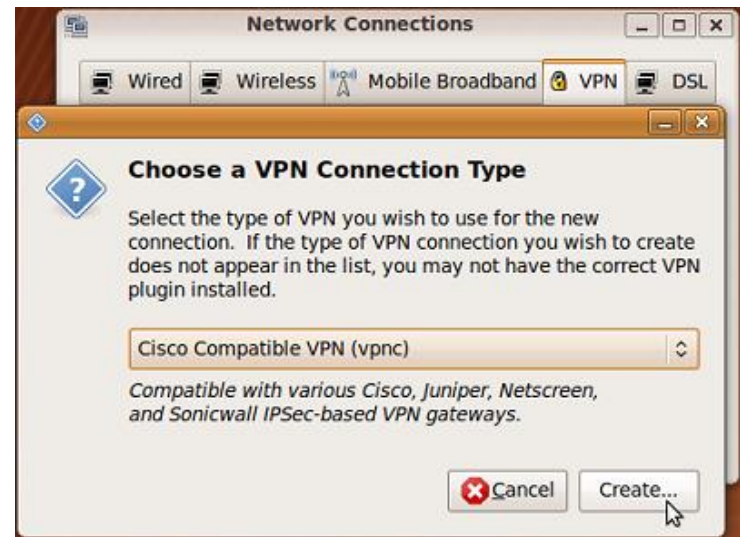 Network Connections
Wired Wireless Mobile Broadband VPN DSL
Choose a VPN Connection Type
Select the type of VPN you wish to use for the new
connection. If the type of VPN connection you wish to create
does not appear in the list, you may not have the correct VPN
plugin installed.
Cisco Compatible VPN (vpnc)
Compatible with various Cisco, Juniper, Netscreen,
and Sonicwall IPSec-based VPN gateways.
Cancel Create...